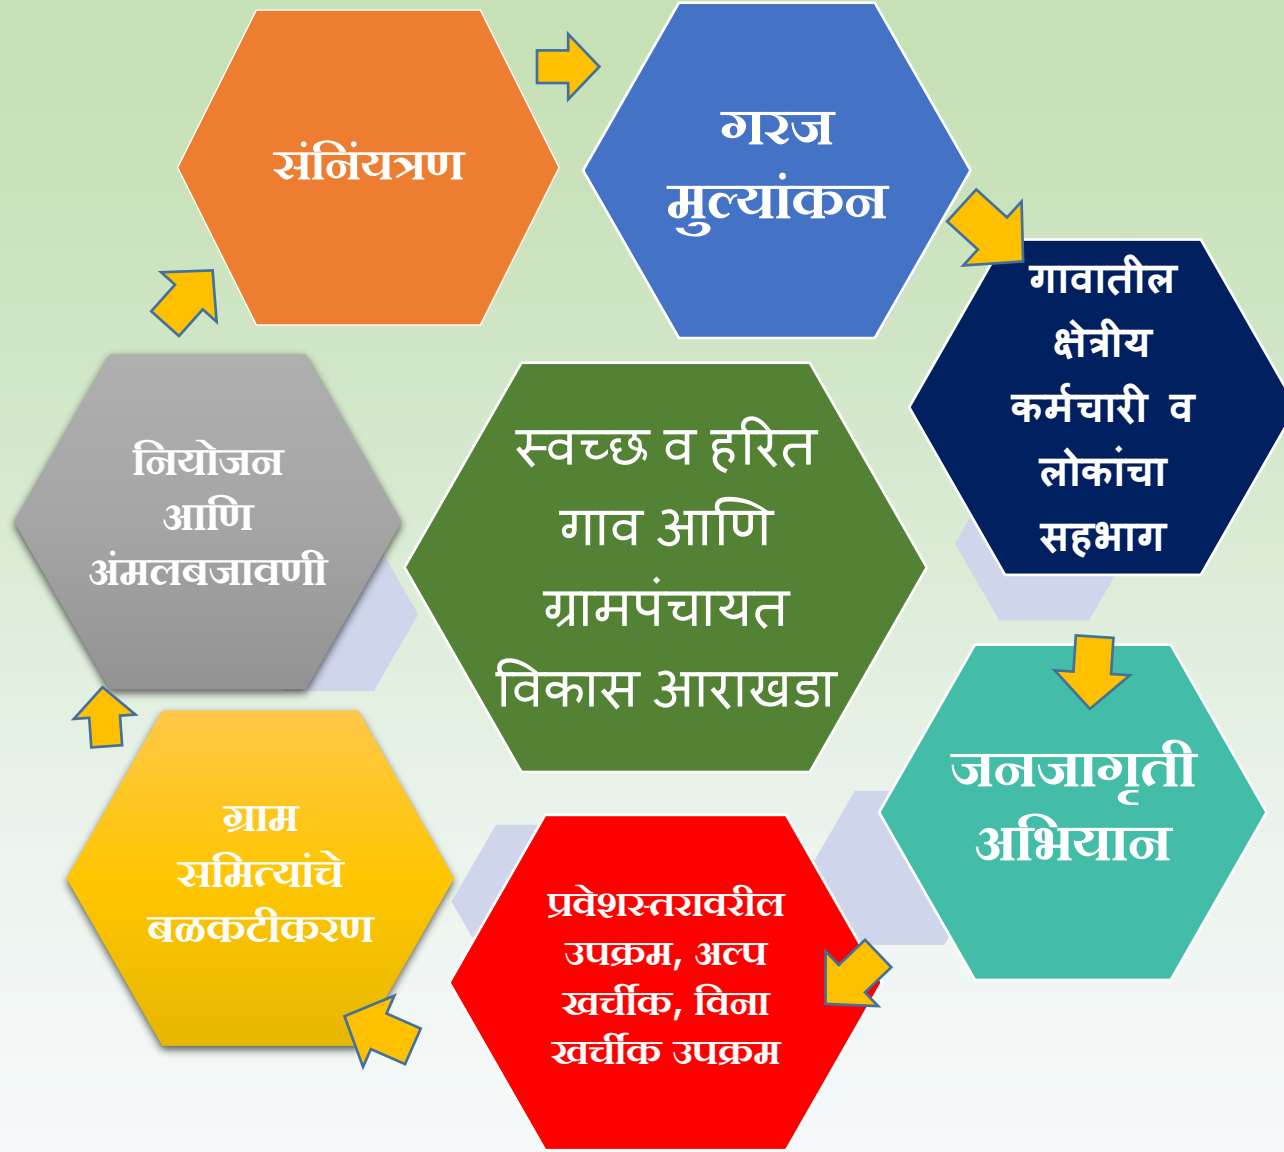 संनिंयत्रण
गरज
मुल्यांकन
गावातील
क्षेत्रीय
कर्मचारी व
लोकांचा
सहभाग
जनजागृती
अभियान
प्रवेशस्तरावरील
उपक्रम, अल्प
खर्चीक, विना
खर्चीक उपक्रम
ग्राम
समित्यांचे
बळकटीकरण
नियोजन
आणि
अंमलबजावणी
स्वच्छ व हरित
गाव आणि
ग्रामपंचायत
विकास आराखडा